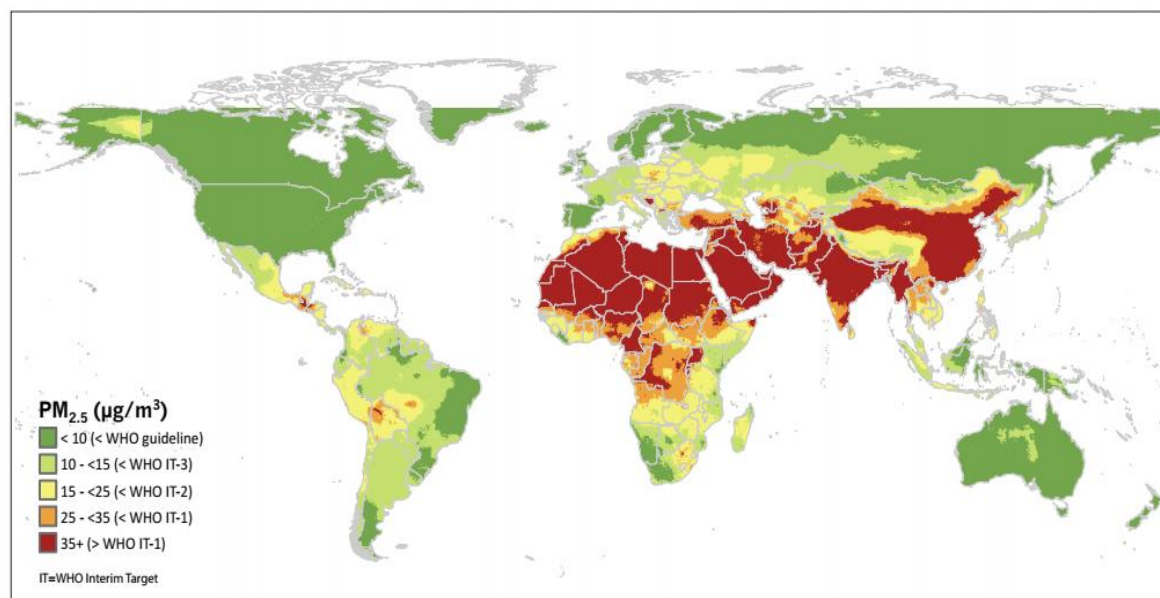 PM₂.₅ (µg/m³)
< 10 (< WHO guideline)
10 - <15 (< WHO IT-3)
15 - <25 (< WHO IT-2)
25 - <35 (< WHO IT-1)
35+ (> WHO IT-1)
IT=WHO Interim Target